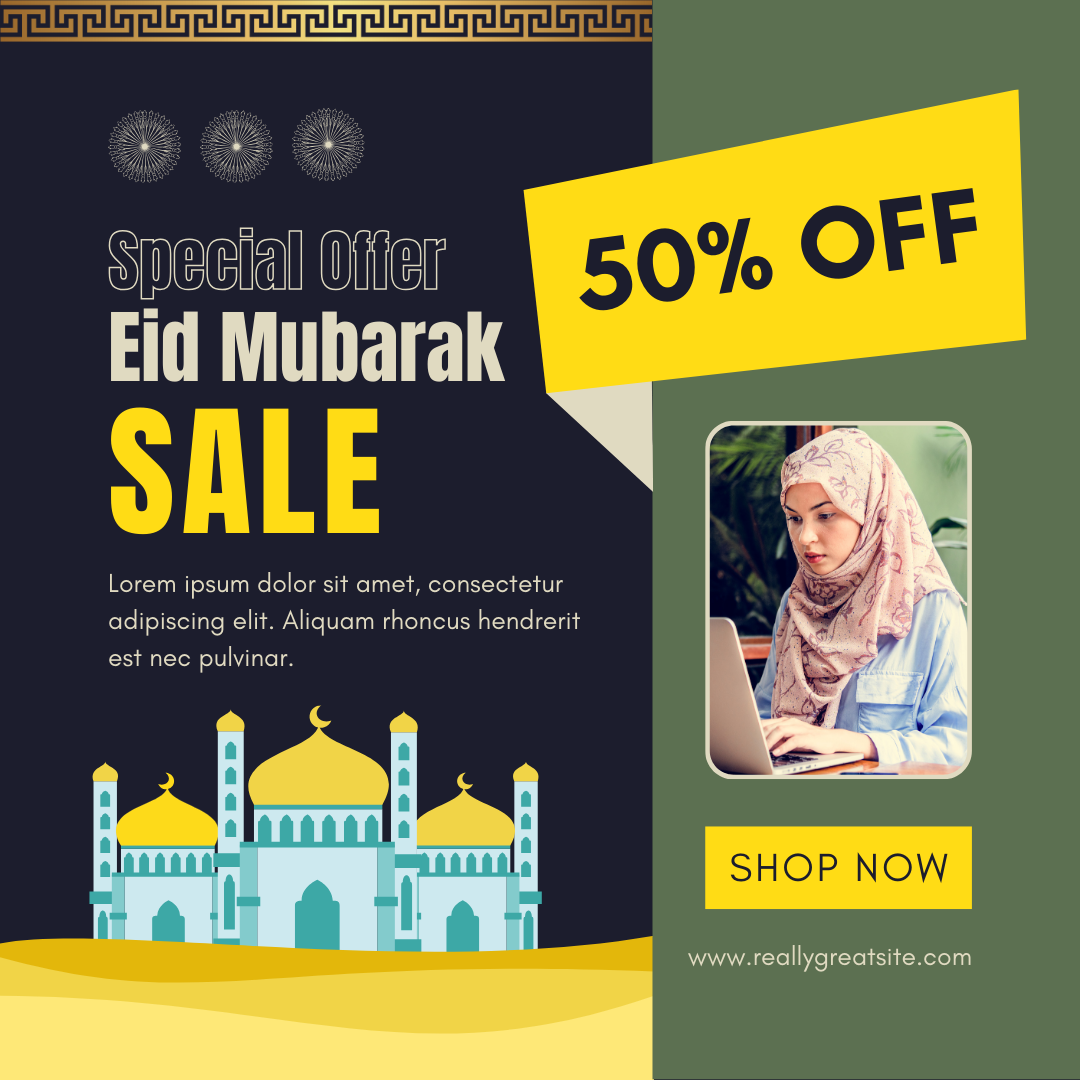 Special Offer
Eid Mubarak
SALE
Lorem ipsum dolor sit amet, consectetur
adipiscing elit. Aliquam rhoncus hendrerit
est nec pulvinar.
50% OFF
SHOP NOW
www.reallygreatsite.com